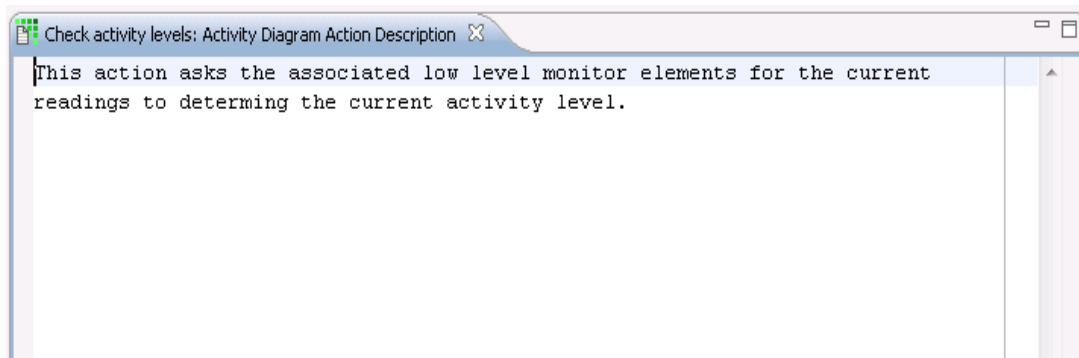 Check activity levels: Activity Diagram Action Description
This action asks the associated low level monitor elements for the current
readings to determing the current activity level.